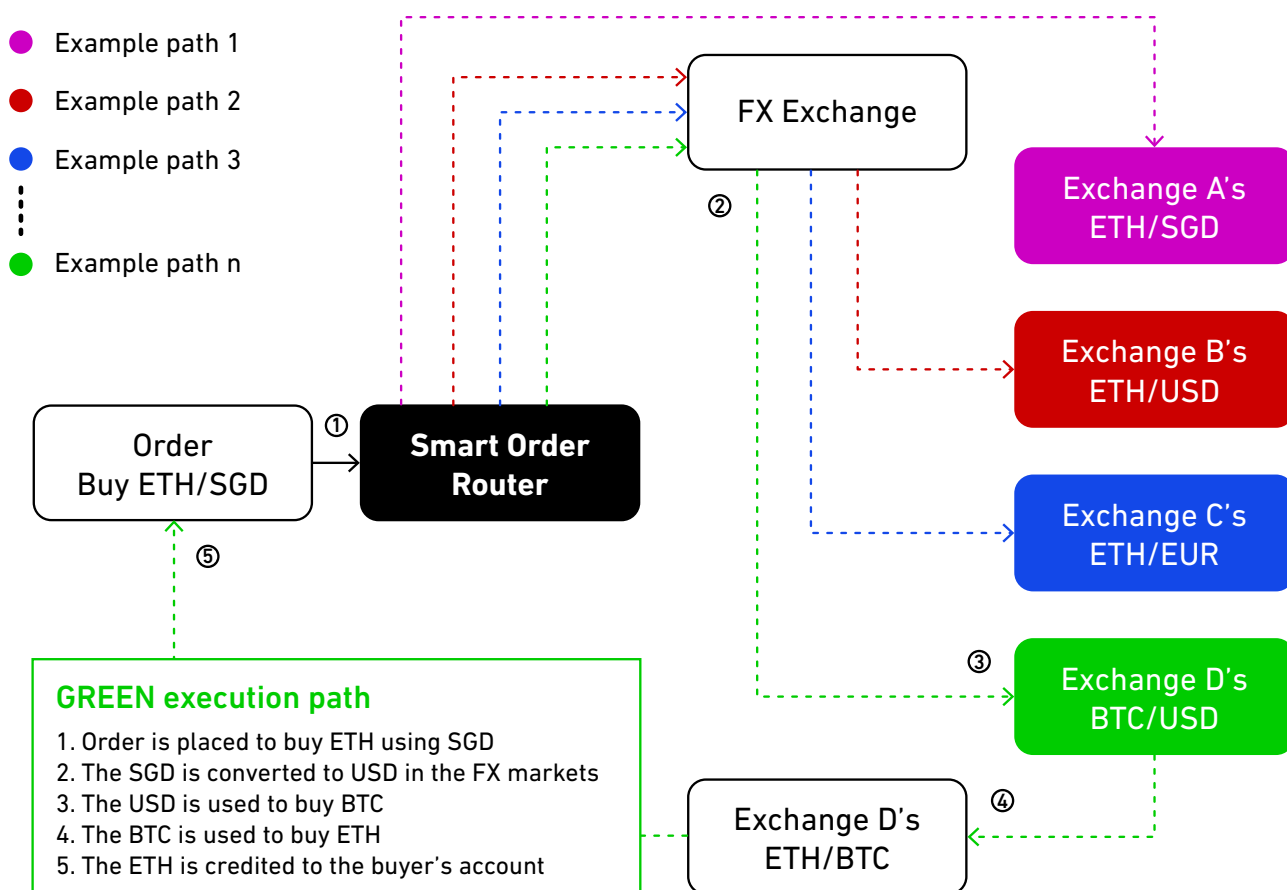 Example path 1
Example path 2
Example path 3
Example path n
FX Exchange
②
Exchange A’s
ETH/SGD
Exchange B’s
ETH/USD
Order
Buy ETH/SGD
①
Smart Order
Router
Exchange C’s
ETH/EUR
⑤
③
Exchange D’s
BTC/USD
GREEN execution path
1. Order is placed to buy ETH using SGD
2. The SGD is converted to USD in the FX markets
3. The USD is used to buy BTC
4. The BTC is used to buy ETH
5. The ETH is credited to the buyer’s account
④
Exchange D’s
ETH/BTC